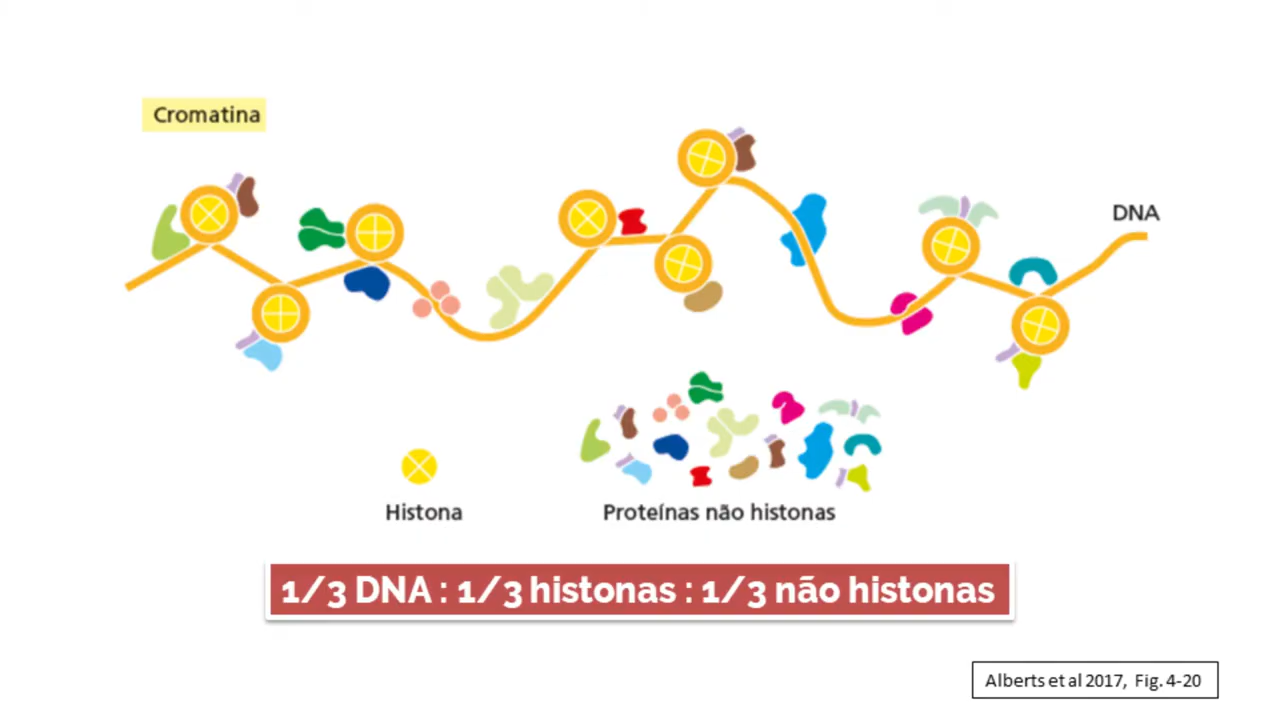 Cromatina
DNA
Histona
Proteínas não histonas
1/3 DNA : 1/3 histonas : 1/3 não histonas
Alberts et al 2017, Fig. 4-20